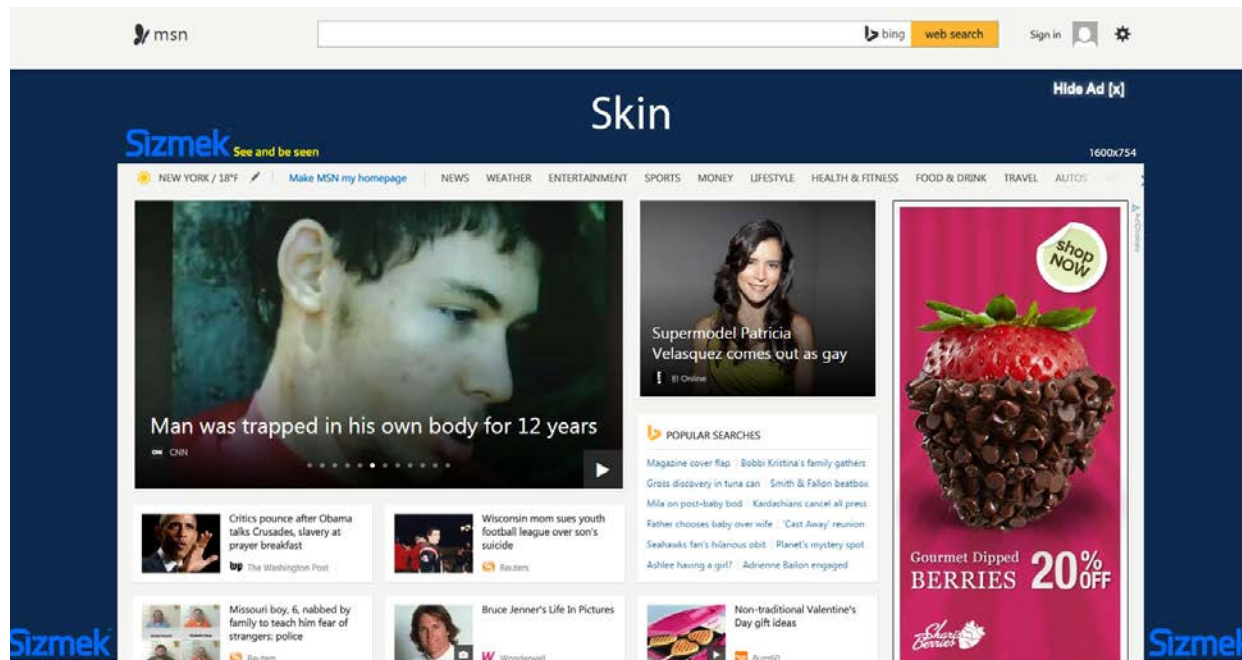 msn
bing
web search
Sign in
Hide Ad [x]
Skin
Sizmek See and be seen
1600x754
NEW YORK / 18°F
Make MSN my homepage
NEWS
WEATHER
ENTERTAINMENT
SPORTS
MONEY
LIFESTYLE
HEALTH & FITNESS
FOOD & DRINK
TRAVEL
AUTOS
Man was trapped in his own body for 12 years
CNN
Supermodel Patricia
Velasquez comes out as gay
E! Online
AdChoices
shop
NOW
POPULAR SEARCHES
Magazine cover flap | Bobbi Kristina's family gathers
Gross discovery in tuna can | Smith & Fallon beatbox
Mila on post-baby bod | Kardashians cancel all press
Father chooses baby over wife | 'Cast Away' reunion
Seahawks fan's hilarious obit | Planet's mystery spot
Ashlee having a girl? | Adrienne Bailon engaged
Critics pounce after Obama
talks Crusades, slavery at
prayer breakfast
wp The Washington Post
Wisconsin mom sues youth
football league over son's
suicide
Reuters
Gourmet Dipped
BERRIES
20% OFF
Shari's
Berries
Missouri boy, 6, nabbed by
family to teach him fear of
strangers: police
Reuters
Bruce Jenner's Life In Pictures
Wonderwall
Non-traditional Valentine's
Day gift ideas
Buzz60
Sizmek
Sizmek